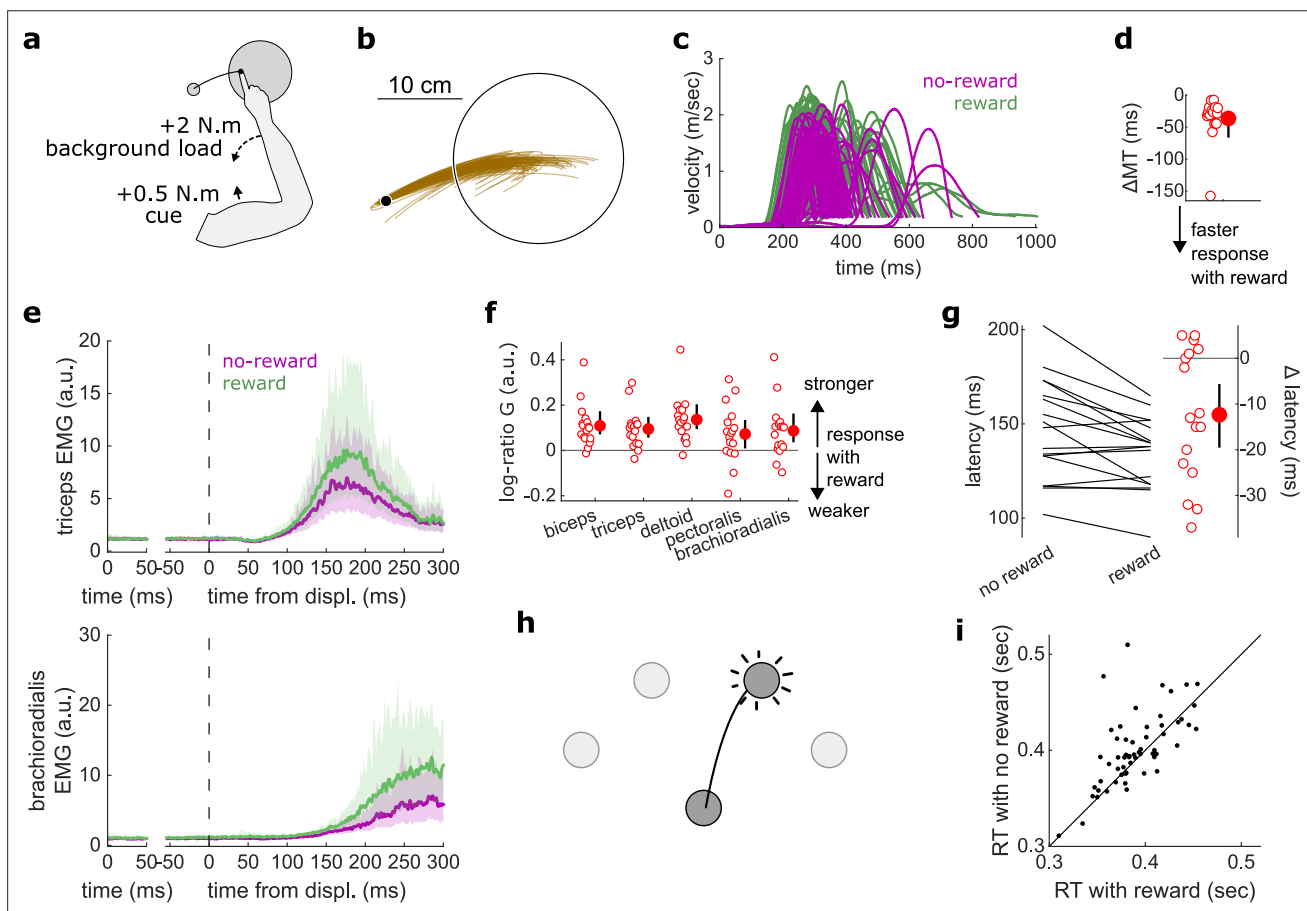 a
+2 N.m
background load
+0.5 N.m
cue
b
10 cm
c
velocity (m/sec)
3
2
1
0
no-reward
reward
0 200 400 600 800 1000
time (ms)
d
ΔMT (ms)
0
-50
-100
-150
faster
response
with reward
e
triceps EMG (a.u.)
20
15
10
5
0
no-reward
reward
0 50 -50 0 50 100 150 200 250 300
time (ms) time from displ. (ms)
brachioradialis
EMG (a.u.)
30
20
10
0
0 50 -50 0 50 100 150 200 250 300
time (ms) time from displ. (ms)
f
log-ratio G (a.u.)
0.4
0.2
0
-0.2
biceps
triceps
deltoid
pectoralis
brachioradialis
stronger
response
with
reward
weaker
g
latency (ms)
200
150
100
no reward
reward
0
-10
-20
-30
Δ latency (ms)
h
i
RT with no reward (sec)
0.5
0.4
0.3
0.3 0.4 0.5
RT with reward (sec)